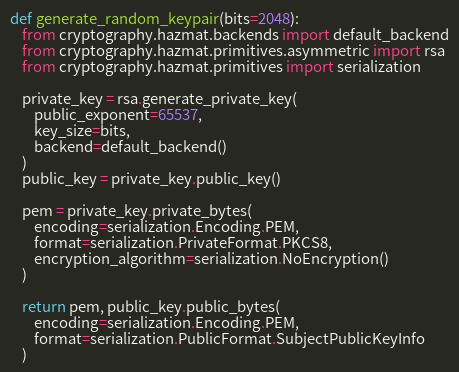 def generate_random_keypair(bits=2048):
    from cryptography.hazmat.backends import default_backend
    from cryptography.hazmat.primitives.asymmetric import rsa
    from cryptography.hazmat.primitives import serialization

    private_key = rsa.generate_private_key(
        public_exponent=65537,
        key_size=bits,
        backend=default_backend()
    )
    public_key = private_key.public_key()

    pem = private_key.private_bytes(
        encoding=serialization.Encoding.PEM,
        format=serialization.PrivateFormat.PKCS8,
        encryption_algorithm=serialization.NoEncryption()
    )

    return pem, public_key.public_bytes(
        encoding=serialization.Encoding.PEM,
        format=serialization.PublicFormat.SubjectPublicKeyInfo
    )